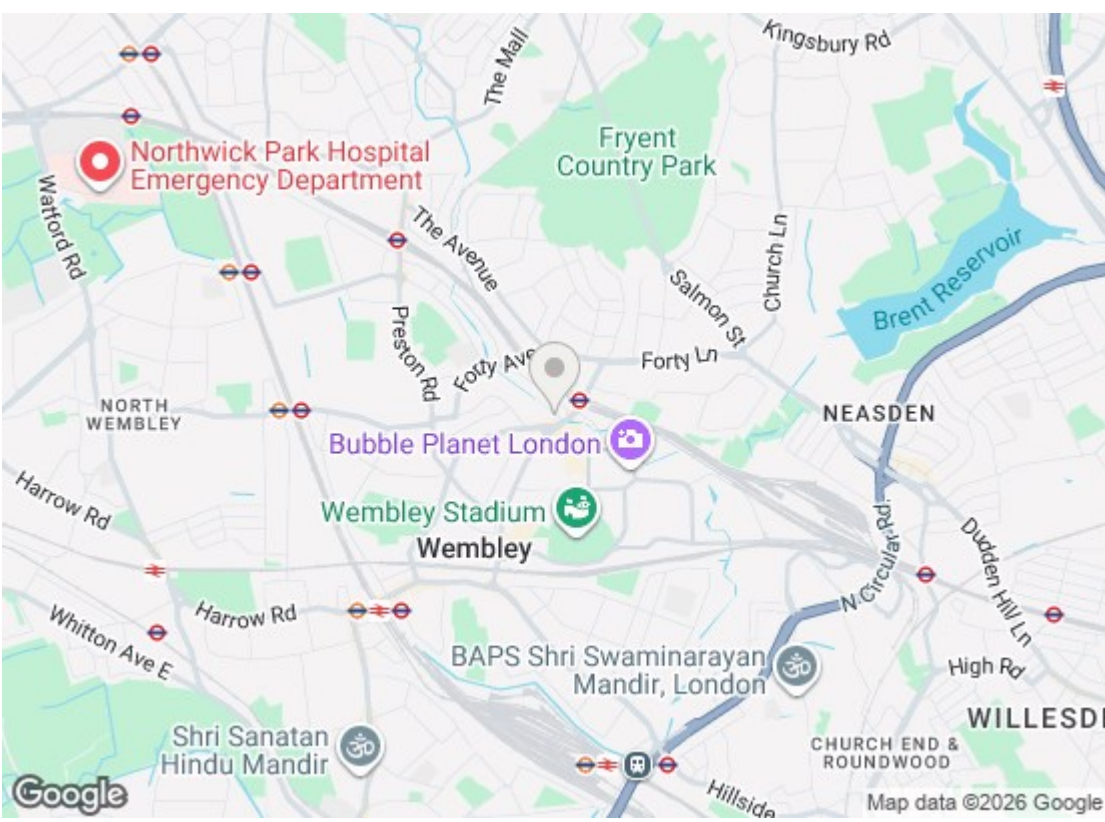 Kingsbury Rd
The Mall
Fryent
Country Park
Northwick Park Hospital
Emergency Department
Watford Rd
The Avenue
Church Ln
Brent Reservoir
Salmon St
Preston Rd
Forty Ave
Forty Ln
NORTH
WEMBLEY
NEASDEN
Bubble Planet London
Harrow Rd
Wembley Stadium
Wembley
N Circular Rd
Dudden Hill Ln
Harrow Rd
Whitton Ave E
BAPS Shri Swaminarayan
Mandir, London
High Rd
WILLESDE
Shri Sanatan
Hindu Mandir
CHURCH END &
ROUNDWOOD
Hillside
Google
Map data ©2026 Google